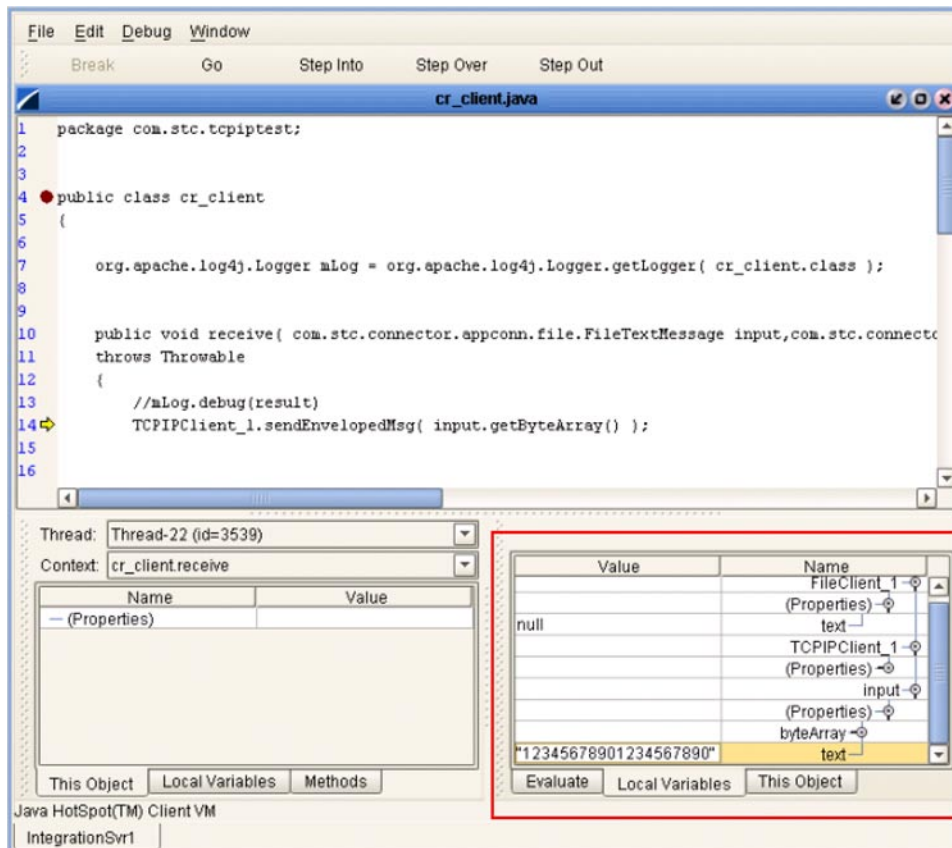 File Edit Debug Window
Break Go Step Into Step Over Step Out
cr_client.java
1 package com.stc.tcpiptest;
2
3
4 public class cr_client
5 {
6
7 org.apache.log4j.Logger mLog = org.apache.log4j.Logger.getLogger( cr_client.class );
8
9
10 public void receive( com.stc.connector.appconn.file.FileTextMessage input,com.stc.connecto
11 throws Throwable
12 {
13 //mLog.debug(result)
14 TCPIPClient_1.sendEnvelopedMsg( input.getByteArray() );
15
16
Thread: Thread-22 (id=3539)
Context: cr_client.receive
Name Value
(Properties)
This Object Local Variables Methods
Value Name
FileClient_1
(Properties)
null text
TCPIPClient_1
(Properties)
input
(Properties)
byteArray
"12345678901234567890" text
Evaluate Local Variables This Object
Java HotSpot(TM) Client VM
IntegrationSvr1